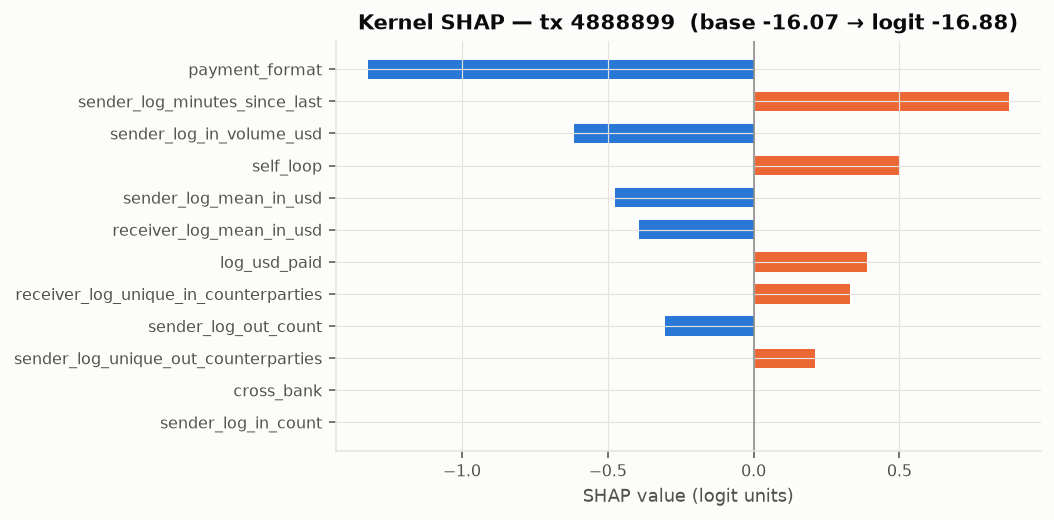 Kernel SHAP — tx 4888899 (base -16.07 → logit -16.88)
payment_format
sender_log_minutes_since_last
sender_log_in_volume_usd
self_loop
sender_log_mean_in_usd
receiver_log_mean_in_usd
log_usd_paid
receiver_log_unique_in_counterparties
sender_log_out_count
sender_log_unique_out_counterparties
cross_bank
sender_log_in_count
−1.0 −0.5 0.0 0.5
SHAP value (logit units)